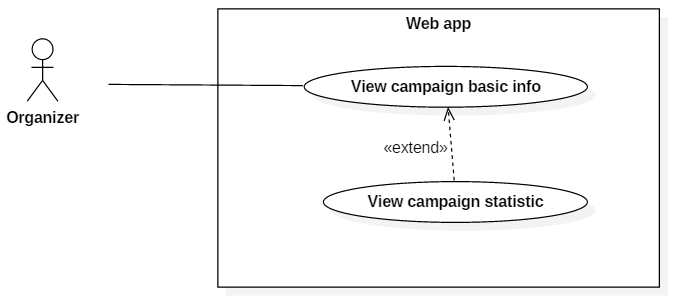 Web app
View campaign basic info
Organizer
«extend»
View campaign statistic